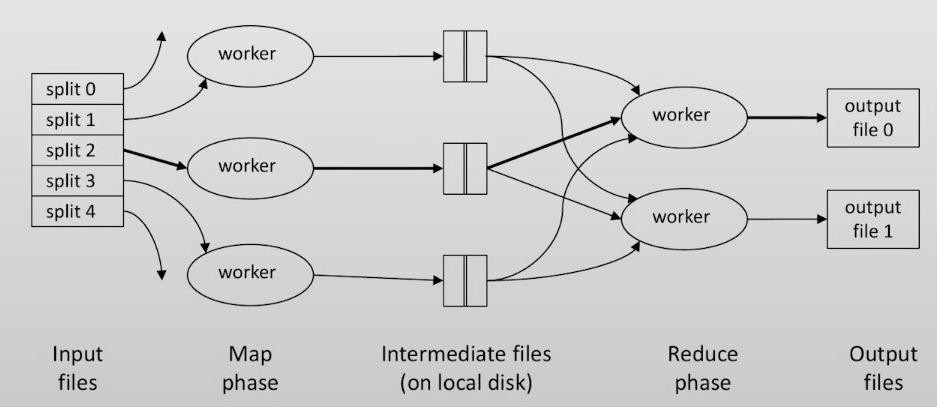 split 0
split 1
split 2
split 3
split 4
worker
worker
worker
worker
worker
output
file 0
output
file 1
Input
files
Map
phase
Intermediate files
(on local disk)
Reduce
phase
Output
files